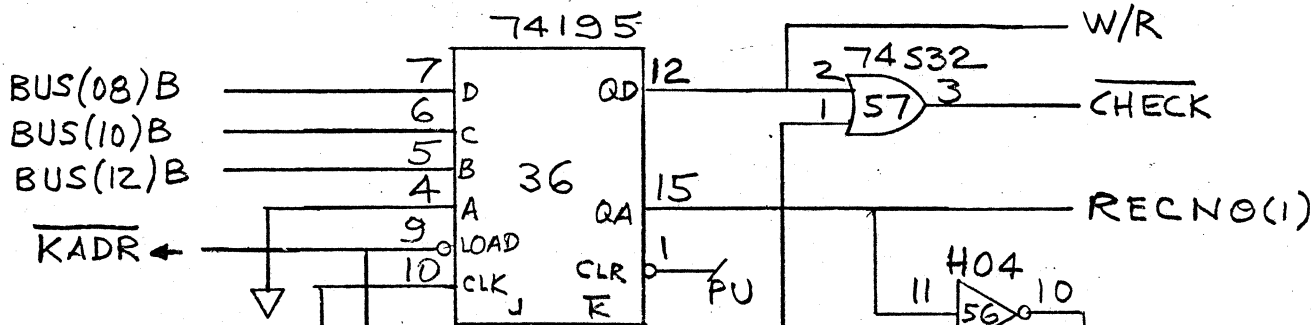 74195
W/R
BUS(08)B 7 D QD 12 2 74S32 57 3 CHECK
BUS(10)B 6 C 1
BUS(12)B 5 B 36
4 A QA 15 RECNO(1)
KADR 9 LOAD
10 CLK CLR 1 PU
J K
H04
11 56 10